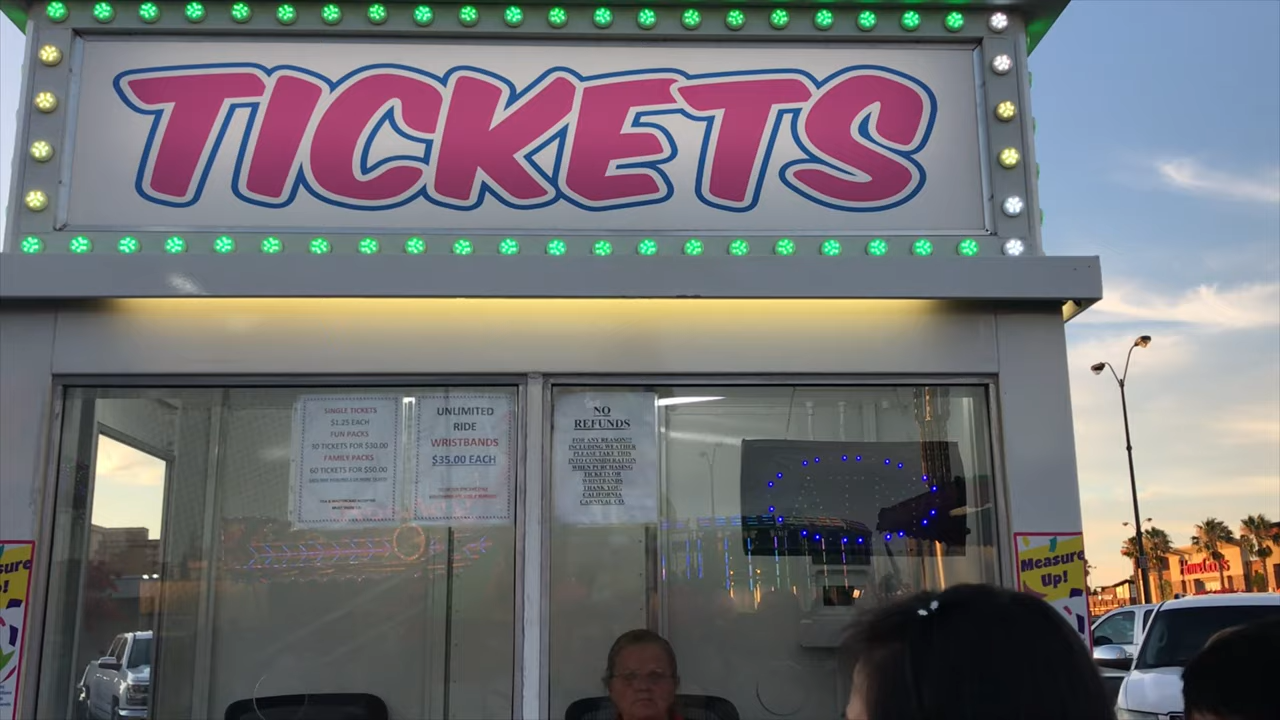 TICKETS
SINGLE TICKETS
$1.25 EACH
FUN PACKS
30 TICKETS FOR $30.00
FAMILY PACKS
60 TICKETS FOR $50.00
UNLIMITED
RIDE
WRISTBANDS
$35.00 EACH
NO
REFUNDS
FOR ANY REASON!!
INCLUDING WEATHER
PLEASE TAKE THIS
INTO CONSIDERATION
WHEN PURCHASING
TICKETS OR
WRISTBANDS
THANK YOU,
CALIFORNIA
CARNIVAL CO.
Measure
Up!
HomeGoods